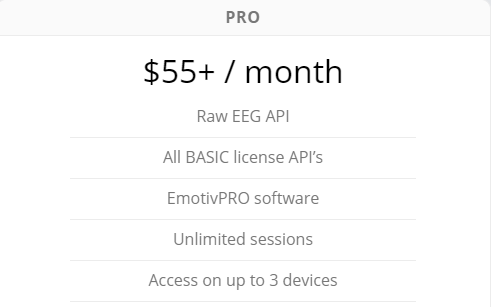 PRO
$55+ / month
Raw EEG API
All BASIC license API’s
EmotivPRO software
Unlimited sessions
Access on up to 3 devices